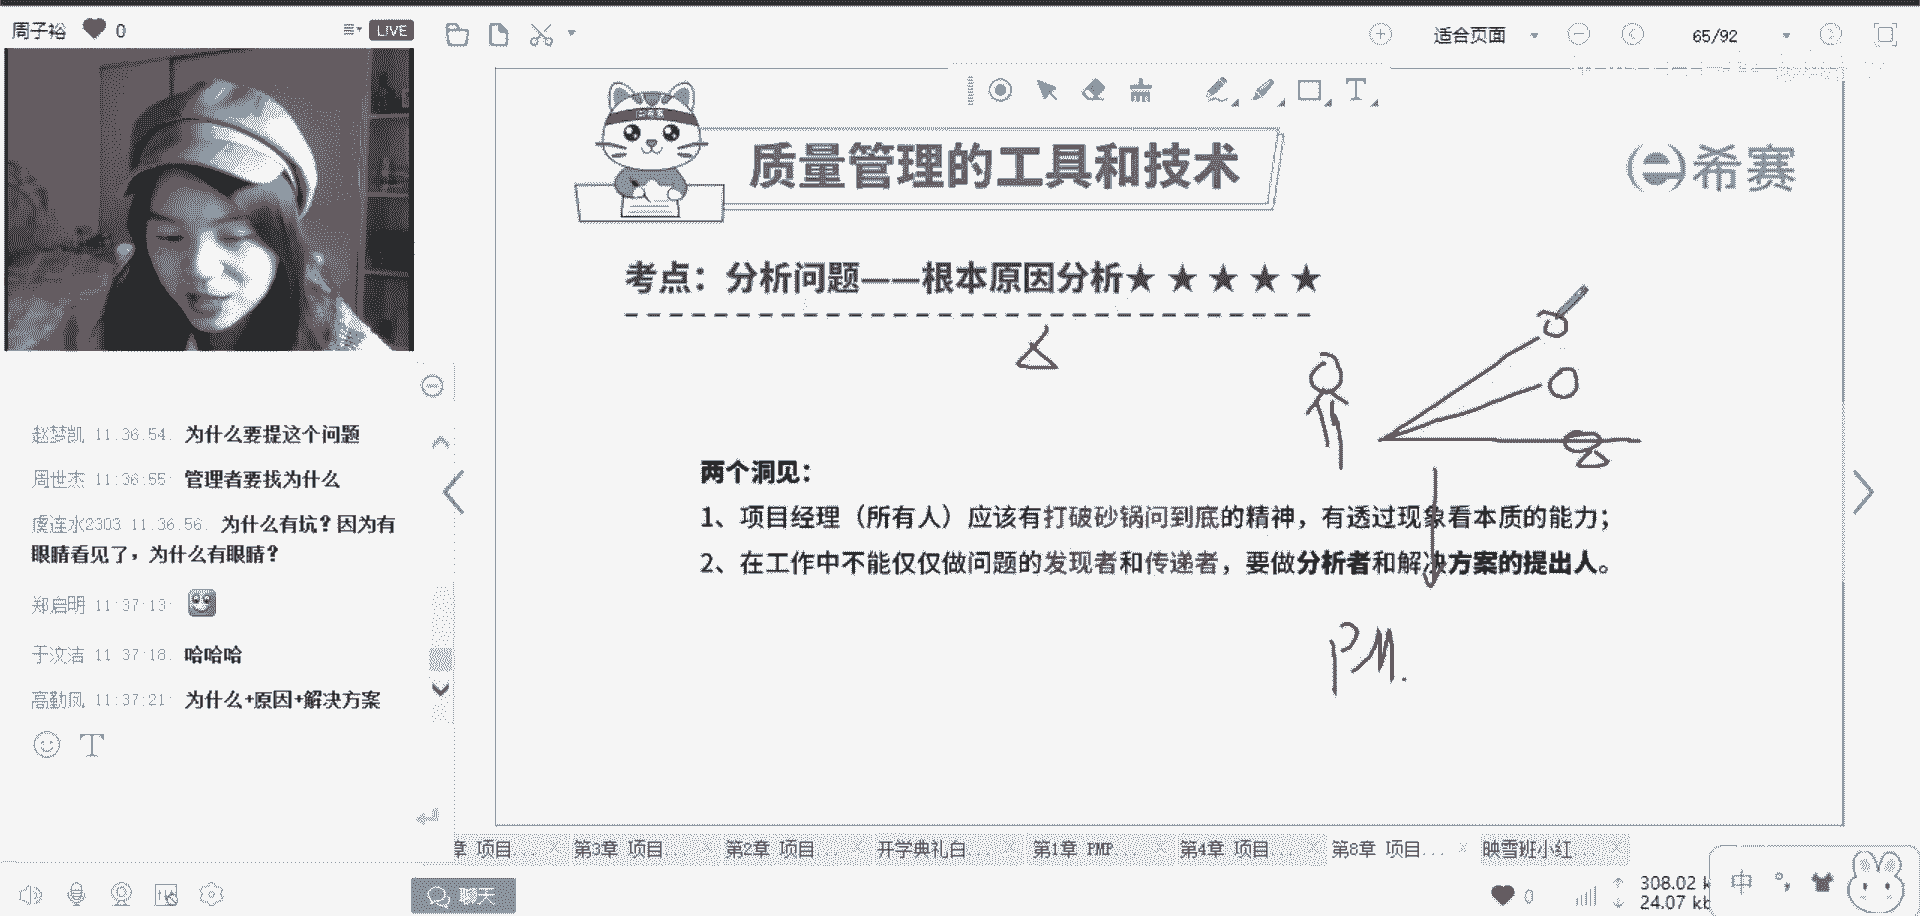 周子裕 0 LIVE
适合页面 65/92
质量管理的工具和技术
希赛
考点：分析问题——根本原因分析★★★★★
两个洞见：
1、项目经理（所有人）应该有打破砂锅问到底的精神，有透过现象看本质的能力；
2、在工作中不能仅仅做问题的发现者和传递者，要做分析者和解决方案的提出人。
PM.
赵梦凯 11:36:54: 为什么要提这个问题
周世杰 11:36:55: 管理者要找为什么
虞连水2303 11:36:56: 为什么有坑？因为有
眼睛看见了，为什么有眼睛？
郑启明 11:37:13:
于汶洁 11:37:18: 哈哈哈
高勤凤 11:37:21: 为什么+原因+解决方案
章 项目... 第3章 项目... 第2章 项目... 开学典礼白... 第1章 PMP... 第4章 项目... 第8章 项目... 映雪班小红...
聊天
0
308.02 k
24.07 kb
中